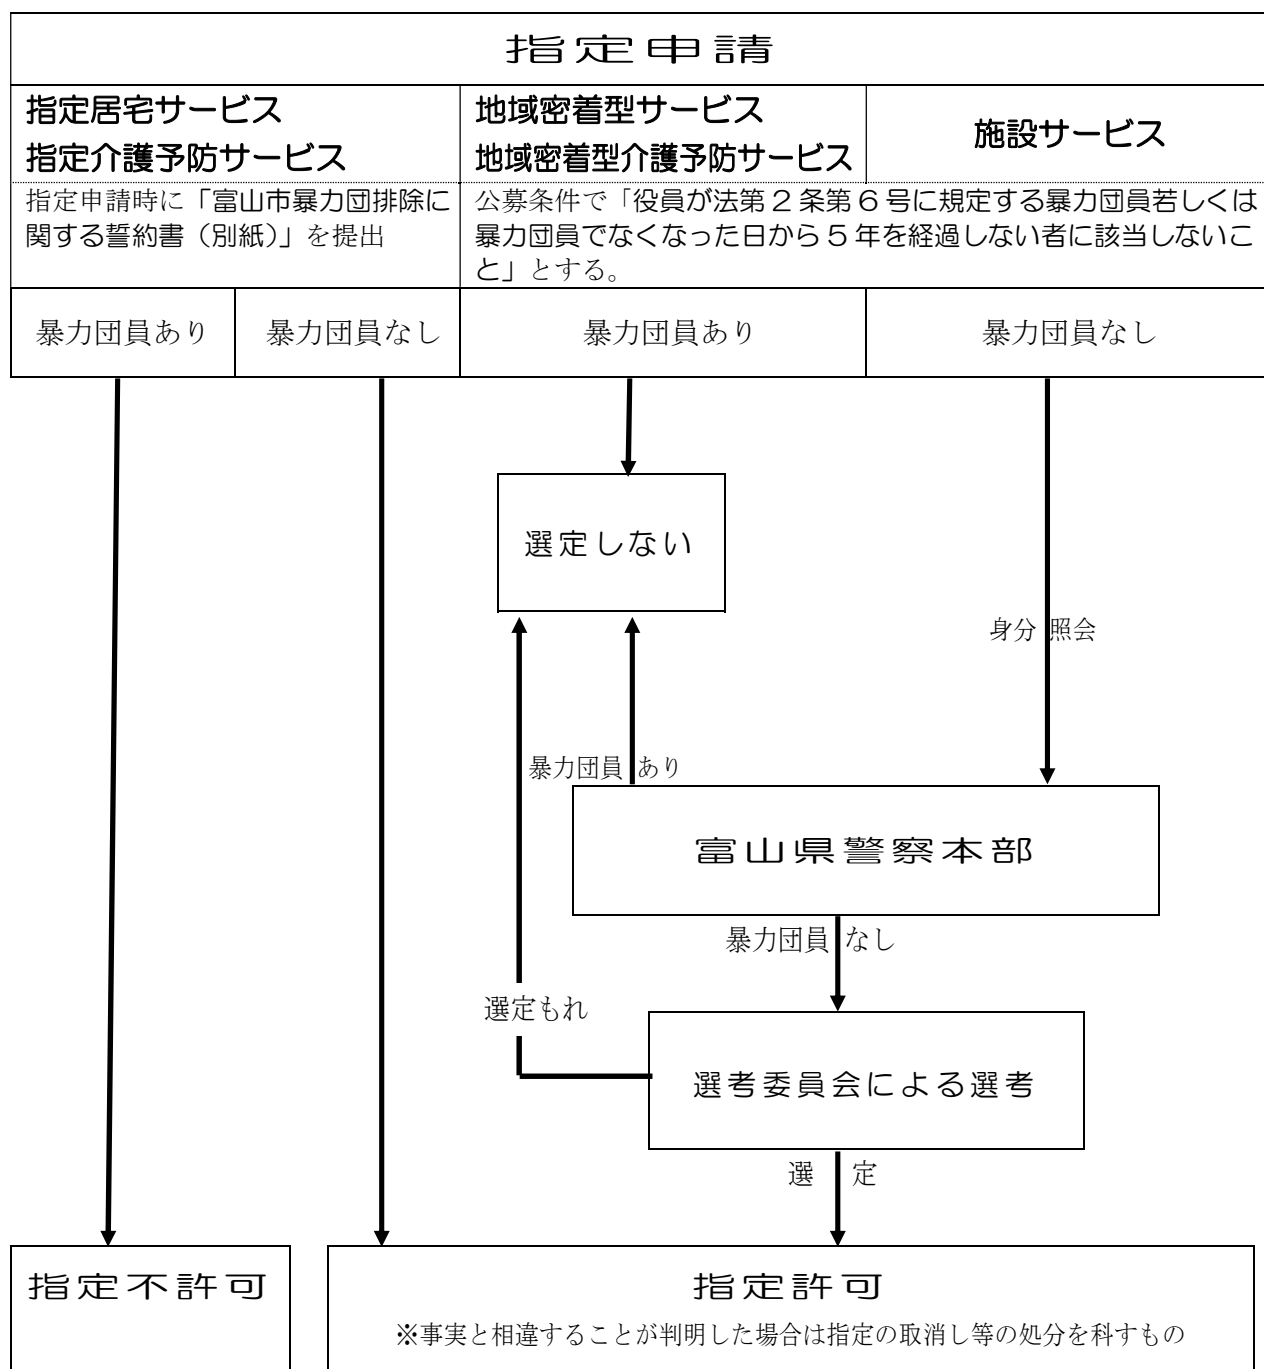 指定申請
指定居宅サービス
指定介護予防サービス
地域密着型サービス
地域密着型介護予防サービス
施設サービス
指定申請時に「富山市暴力団排除に
関する誓約書（別紙）」を提出
公募条件で「役員が法第２条第６号に規定する暴力団員若しくは
暴力団員でなくなった日から５年を経過しない者に該当しないこ
と」とする。
暴力団員あり
暴力団員なし
暴力団員あり
暴力団員なし
選定しない
身分 照会
暴力団員 あり
富山県警察本部
暴力団員 なし
選定もれ
選考委員会による選考
選 定
指定不許可
指定許可
※事実と相違することが判明した場合は指定の取消し等の処分を科すもの